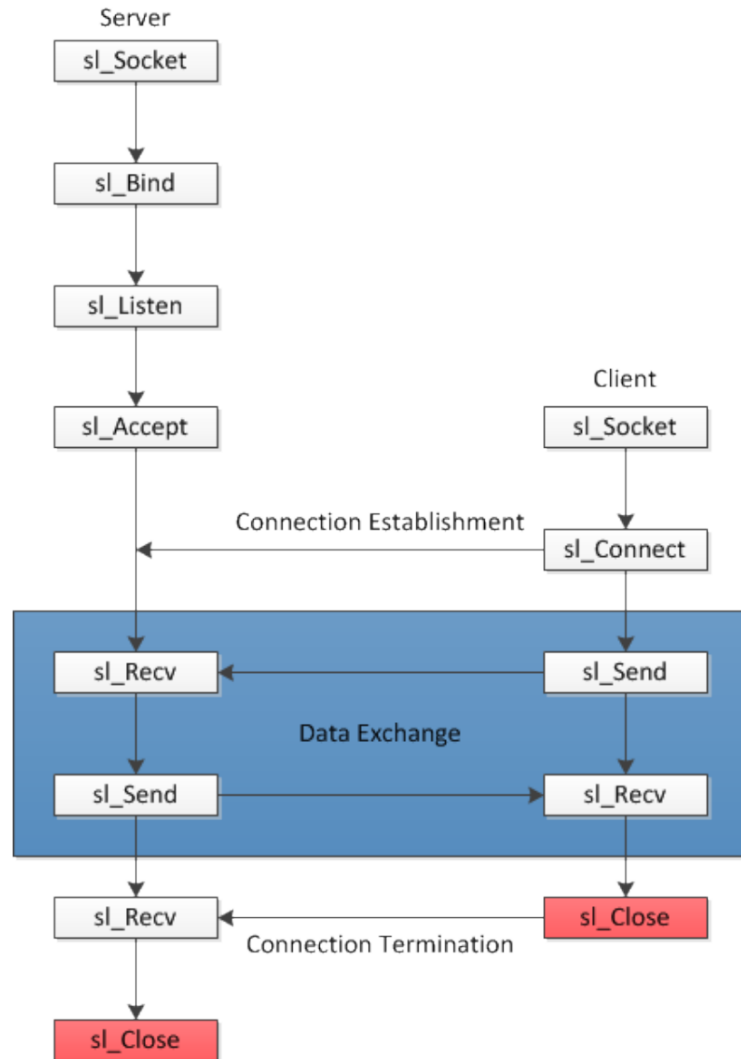 Server
sl_Socket
sl_Bind
sl_Listen
Client
sl_Accept
sl_Socket
Connection Establishment
sl_Connect
sl_Recv
sl_Send
Data Exchange
sl_Send
sl_Recv
sl_Recv
sl_Close
Connection Termination
sl_Close